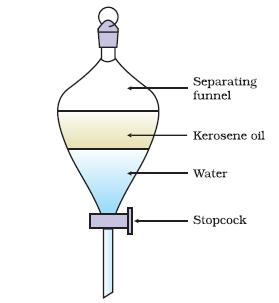 Separating
funnel
Kerosene oil
Water
Stopcock